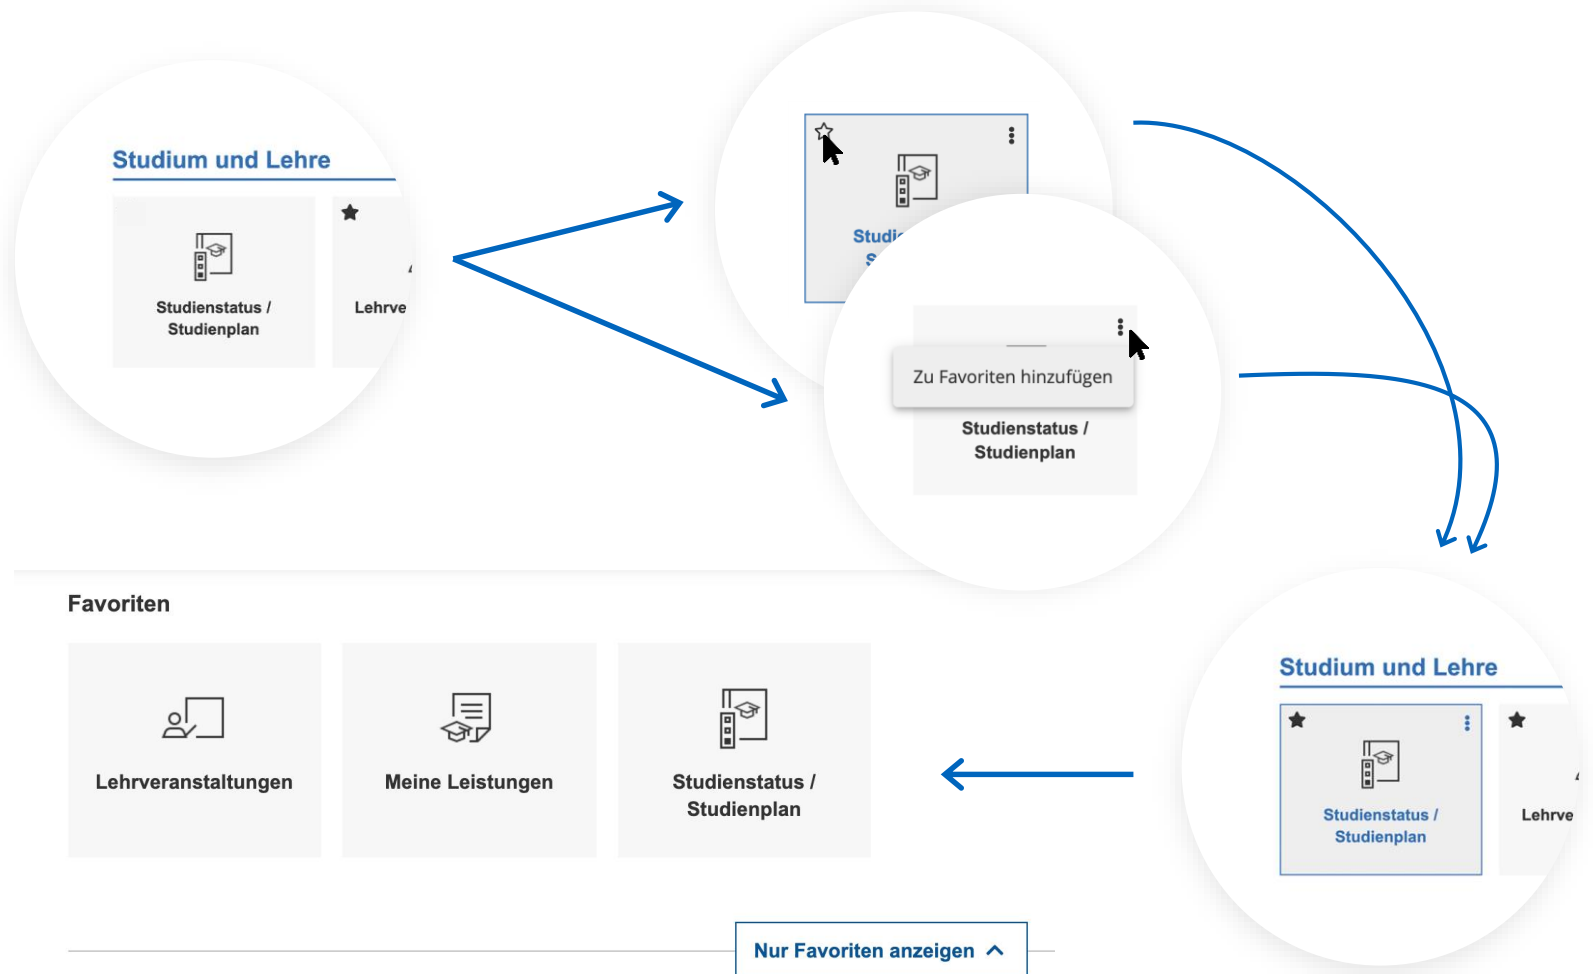 Studium und Lehre
Studienstatus /
Studienplan
Lehrve
Studi
S
Zu Favoriten hinzufügen
Studienstatus /
Studienplan
Favoriten
Lehrveranstaltungen
Meine Leistungen
Studienstatus /
Studienplan
Studium und Lehre
Studienstatus /
Studienplan
Lehrve
Nur Favoriten anzeigen